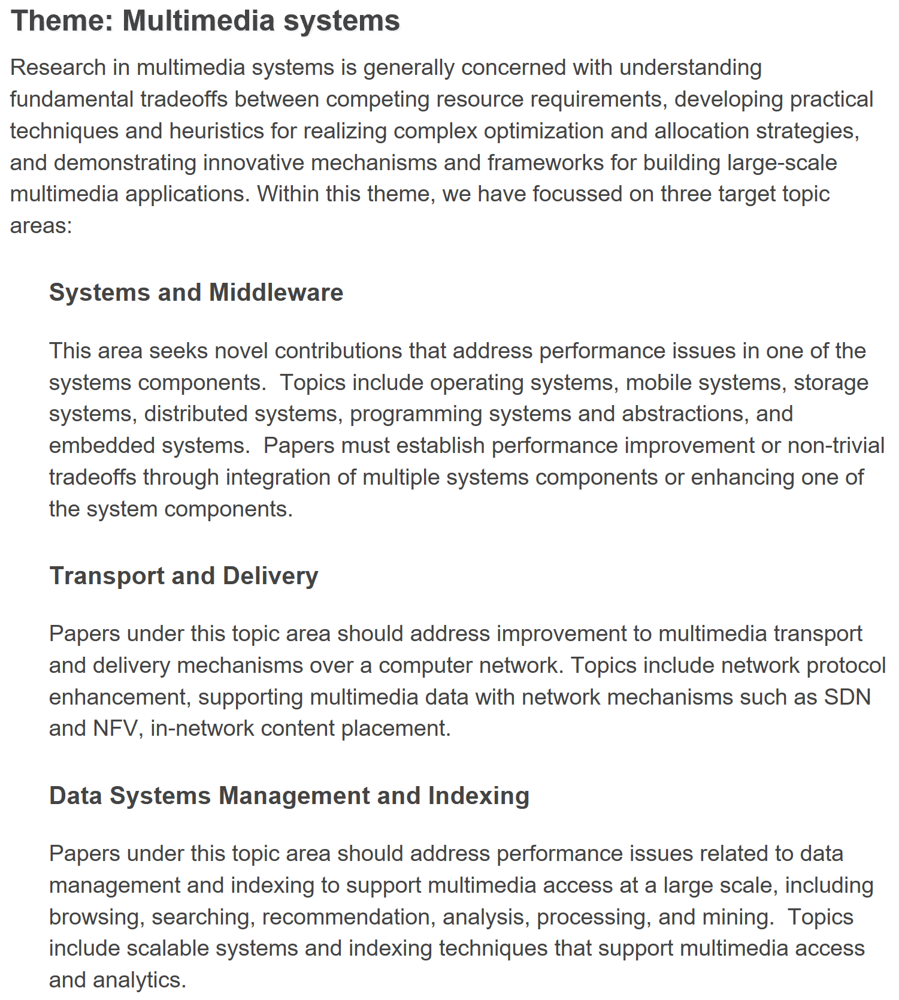 Theme: Multimedia systems
Research in multimedia systems is generally concerned with understanding
fundamental tradeoffs between competing resource requirements, developing practical
techniques and heuristics for realizing complex optimization and allocation strategies,
and demonstrating innovative mechanisms and frameworks for building large-scale
multimedia applications. Within this theme, we have focussed on three target topic
areas:
Systems and Middleware
This area seeks novel contributions that address performance issues in one of the
systems components.  Topics include operating systems, mobile systems, storage
systems, distributed systems, programming systems and abstractions, and
embedded systems.  Papers must establish performance improvement or non-trivial
tradeoffs through integration of multiple systems components or enhancing one of
the system components.
Transport and Delivery
Papers under this topic area should address improvement to multimedia transport
and delivery mechanisms over a computer network. Topics include network protocol
enhancement, supporting multimedia data with network mechanisms such as SDN
and NFV, in-network content placement.
Data Systems Management and Indexing
Papers under this topic area should address performance issues related to data
management and indexing to support multimedia access at a large scale, including
browsing, searching, recommendation, analysis, processing, and mining.  Topics
include scalable systems and indexing techniques that support multimedia access
and analytics.